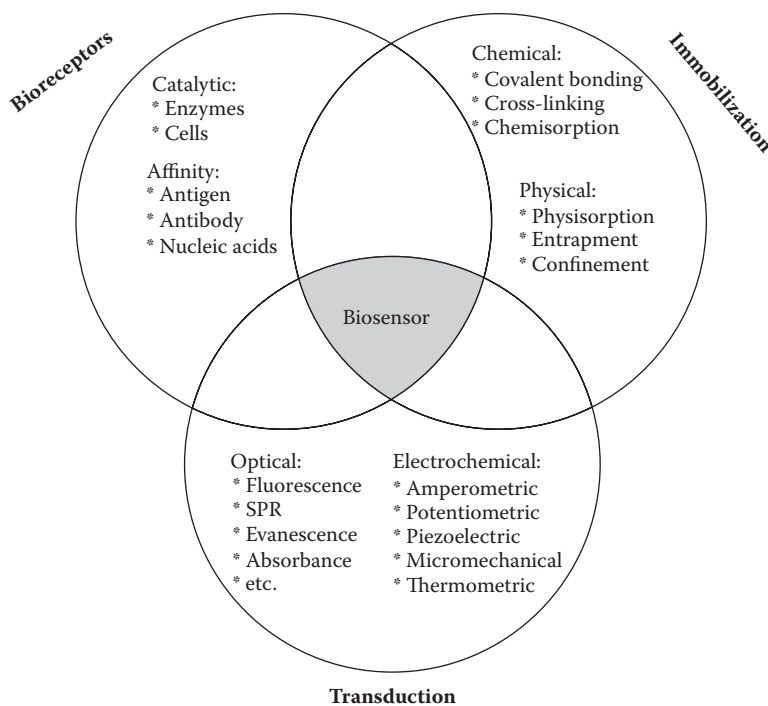 Bioreceptors
Catalytic:
* Enzymes
* Cells
Affinity:
* Antigen
* Antibody
* Nucleic acids
Immobilization
Chemical:
* Covalent bonding
* Cross-linking
* Chemisorption
Physical:
* Physisorption
* Entrapment
* Confinement
Biosensor
Optical:
* Fluorescence
* SPR
* Evanescence
* Absorbance
* etc.
Electrochemical:
* Amperometric
* Potentiometric
* Piezoelectric
* Micromechanical
* Thermometric
Transduction